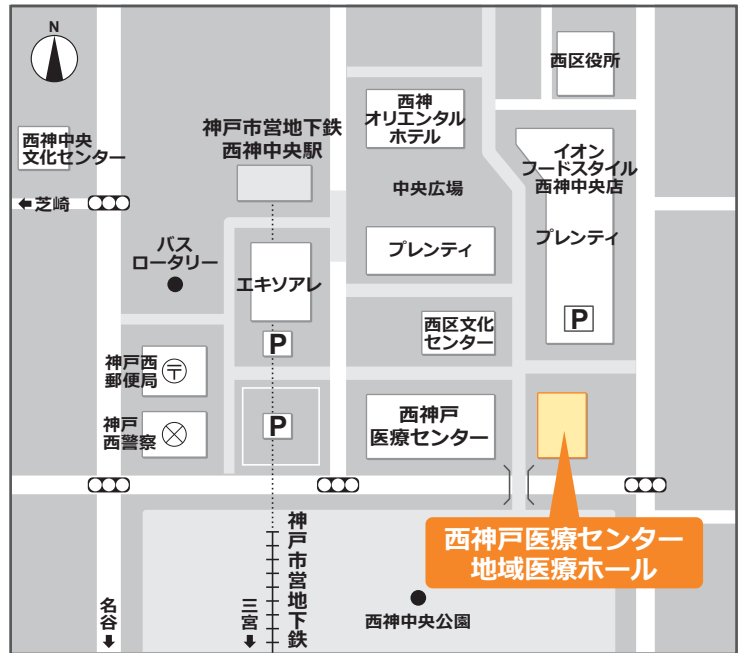 N
西区役所
西神
オリエンタル
ホテル
神戸市営地下鉄
西神中央駅
西神中央
文化センター
イオン
フードスタイル
西神中央店
中央広場
←芝崎
バス
ロータリー
プレンティ
プレンティ
エキソアレ
西区文化
センター
P
P
神戸西
郵便局
〒
神戸
西警察
P
西神戸
医療センター
西神戸医療センター
地域医療ホール
神戸市営地下鉄
名谷
↓
三宮
↓
西神中央公園